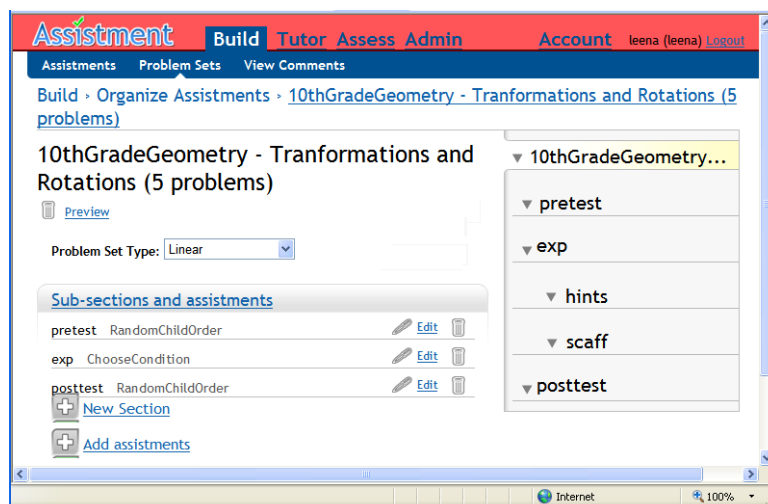 Assistment Build Tutor Assess Admin Account leena (leena) Logout
Assistments Problem Sets View Comments
Build › Organize Assistments › 10thGradeGeometry - Tranformations and Rotations (5
problems)
10thGradeGeometry - Tranformations and
Rotations (5 problems)
Preview
Problem Set Type: Linear
Sub-sections and assistments
pretest RandomChildOrder Edit
exp ChooseCondition Edit
posttest RandomChildOrder Edit
New Section
Add assistments
10thGradeGeometry...
pretest
exp
hints
scaff
posttest
Internet 100%